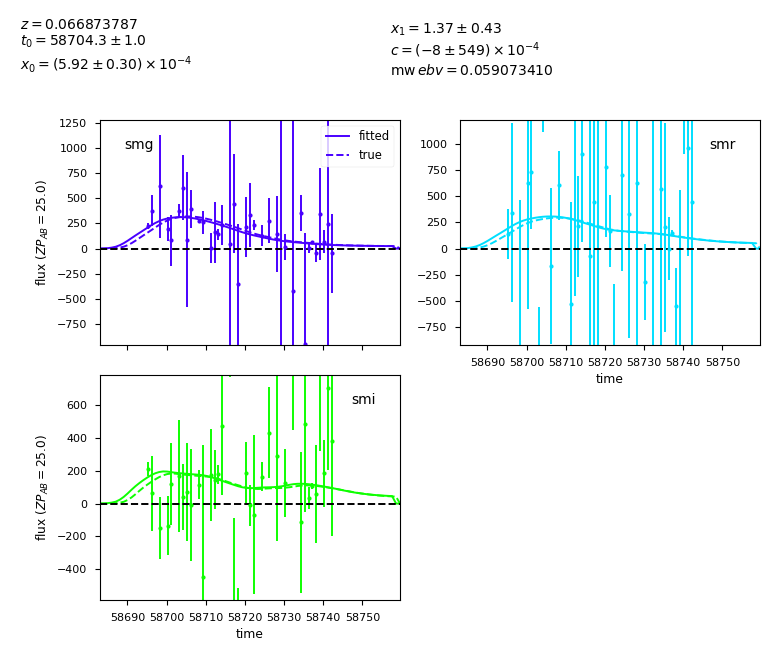 z = 0.066873787
t₀ = 58704.3 ± 1.0
x₀ = (5.92 ± 0.30) × 10⁻⁴
x₁ = 1.37 ± 0.43
c = (−8 ± 549) × 10⁻⁴
mw ebv = 0.059073410
smg
fitted
true
1250
1000
750
500
250
0
−250
−500
−750
flux (ZP_AB = 25.0)
smr
1000
750
500
250
0
−250
−500
−750
58690 58700 58710 58720 58730 58740 58750
time
smi
600
400
200
0
−200
−400
flux (ZP_AB = 25.0)
58690 58700 58710 58720 58730 58740 58750
time